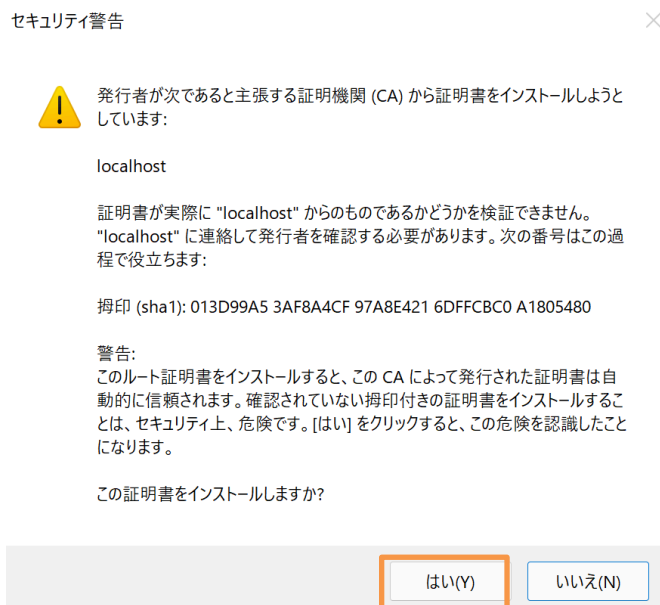 セキュリティ警告
発行者が次であると主張する証明機関 (CA) から証明書をインストールしようと
しています:
localhost
証明書が実際に "localhost" からのものであるかどうかを検証できません。
"localhost" に連絡して発行者を確認する必要があります。次の番号はこの過
程で役立ちます:
拇印 (sha1): 013D99A5 3AF8A4CF 97A8E421 6DFFCBC0 A1805480
警告:
このルート証明書をインストールすると、この CA によって発行された証明書は自
動的に信頼されます。確認されていない拇印付きの証明書をインストールするこ
とは、セキュリティ上、危険です。[はい] をクリックすると、この危険を認識したこと
になります。
この証明書をインストールしますか?
はい(Y)
いいえ(N)